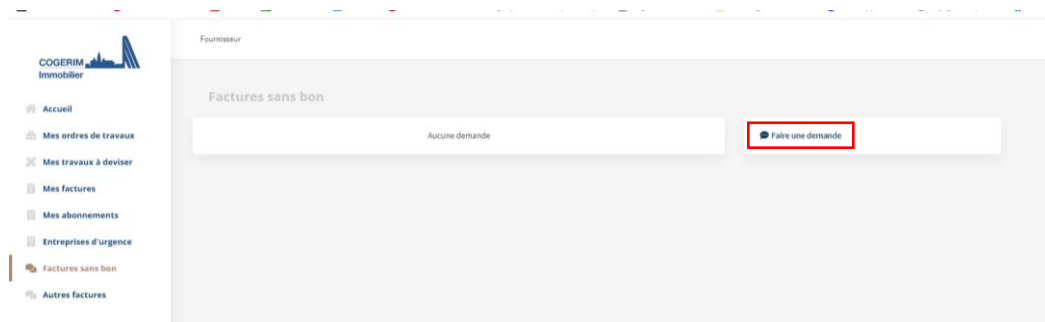 COGERIM
Immobilier
Fournisseur
Accueil
Mes ordres de travaux
Mes travaux à deviser
Mes factures
Mes abonnements
Entreprises d'urgence
Factures sans bon
Autres factures
Factures sans bon
Aucune demande
Faire une demande